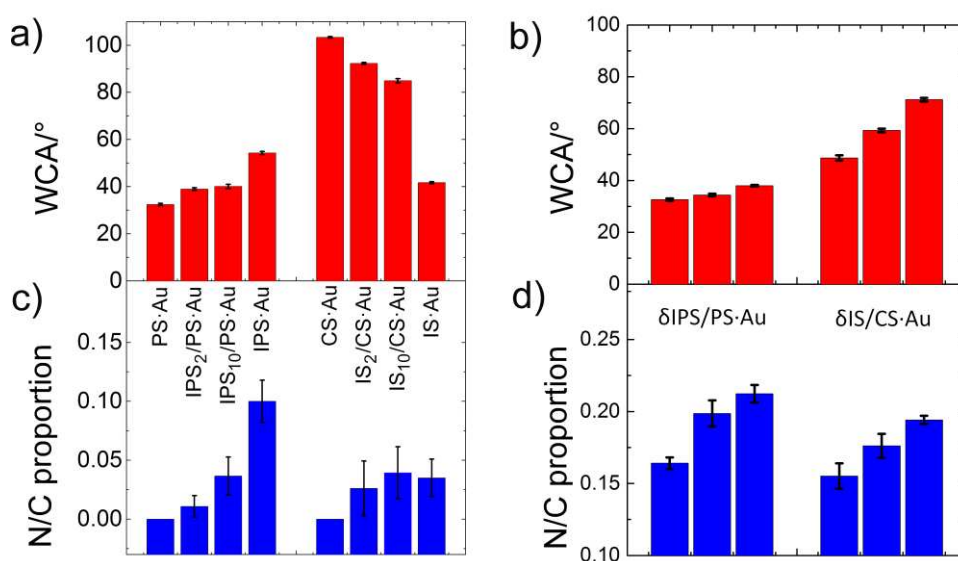 a)
WCA/°
100
80
60
40
20
0
b)
WCA/°
100
80
60
40
20
0
c)
N/C proportion
0.15
0.10
0.05
0.00
PS·Au
IPS2/PS·Au
IPS10/PS·Au
IPS·Au
CS·Au
IS2/CS·Au
IS10/CS·Au
IS·Au
d)
N/C proportion
0.25
0.20
0.15
0.10
δIPS/PS·Au
δIS/CS·Au